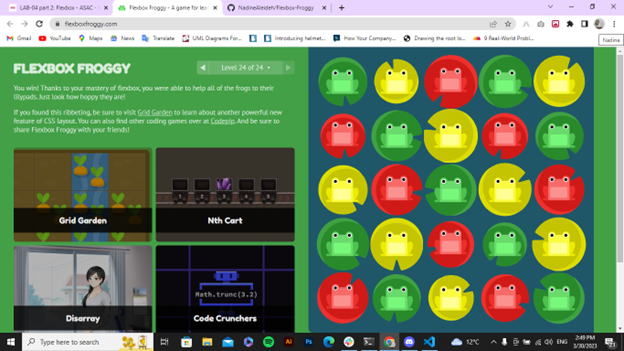 LAB-04 part 2: Flexbox - ASAC - I
Flexbox Froggy - A game for lea
NadineAleideh/Flexbox-Froggy
flexboxfroggy.com
Gmail
YouTube
Maps
News
Translate
UML Diagrams For...
Introducing helmet...
How Your Company...
Drawing the root lo...
9 Real-World Probl...
Nadine
FLEXBOX FROGGY
Level 24 of 24
You win! Thanks to your mastery of flexbox, you were able to help all of the frogs to their
lilypads. Just look how hoppy they are!
If you found this ribbeting, be sure to visit Grid Garden to learn about another powerful new
feature of CSS layout. You can also find other coding games over at Codepip. And be sure to
share Flexbox Froggy with your friends!
Grid Garden
Nth Cart
Math.trunc(3.2)
Disarray
Code Crunchers
Type here to search
12°C
ENG
2:49 PM
3/30/2023